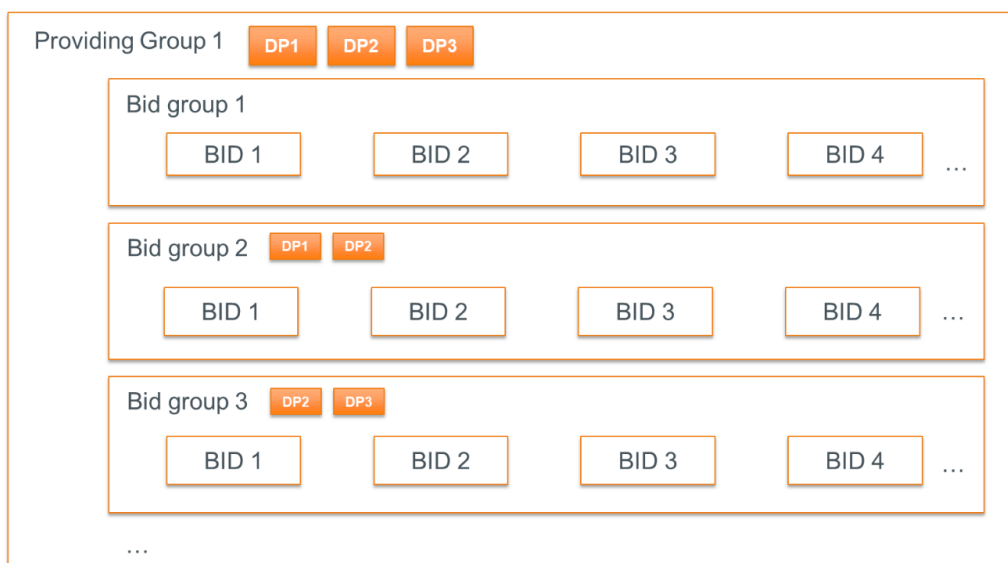 Providing Group 1 DP1 DP2 DP3
Bid group 1
BID 1 BID 2 BID 3 BID 4 ...
Bid group 2 DP1 DP2
BID 1 BID 2 BID 3 BID 4 ...
Bid group 3 DP2 DP3
BID 1 BID 2 BID 3 BID 4 ...
...